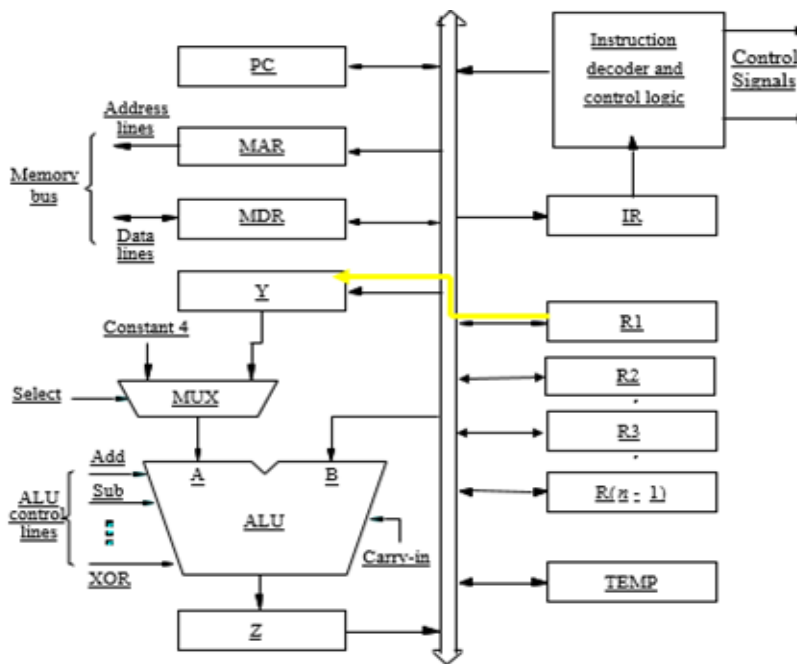 PC
Instruction
decoder and
control logic
Control
Signals
Address
lines
MAR
Memory
bus
MDR
Data
lines
IR
Y
R1
Constant 4
R2
Select
MUX
R3
Add
A
B
R(n - 1)
Sub
ALU
control
lines
ALU
Carry-in
XOR
TEMP
Z